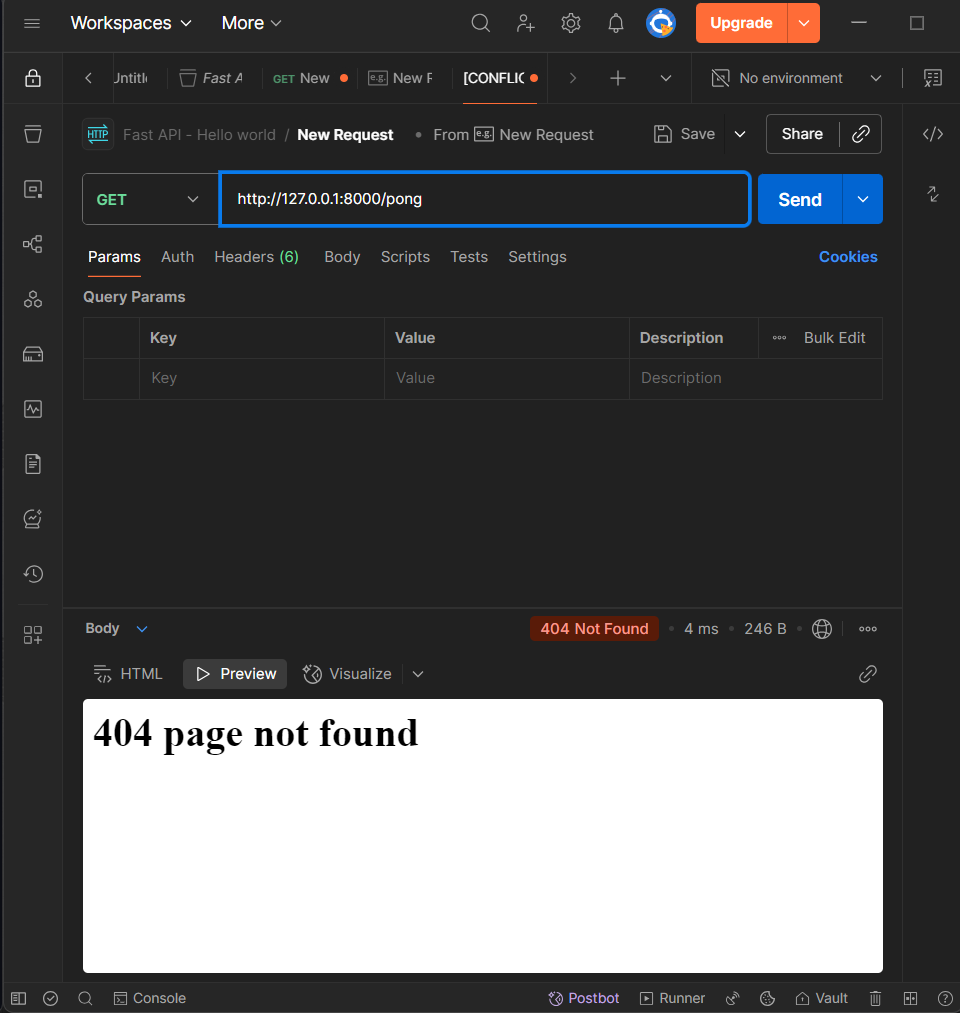 Workspaces More Upgrade
Untitl Fast A GET New e.g. New R [CONFLIC No environment
HTTP Fast API - Hello world / New Request • From e.g. New Request Save Share
GET http://127.0.0.1:8000/pong Send
Params Auth Headers (6) Body Scripts Tests Settings Cookies
Query Params
Key Value Description Bulk Edit
Key Value Description
Body 404 Not Found • 4 ms • 246 B •
HTML Preview Visualize
404 page not found
Console Postbot Runner Vault